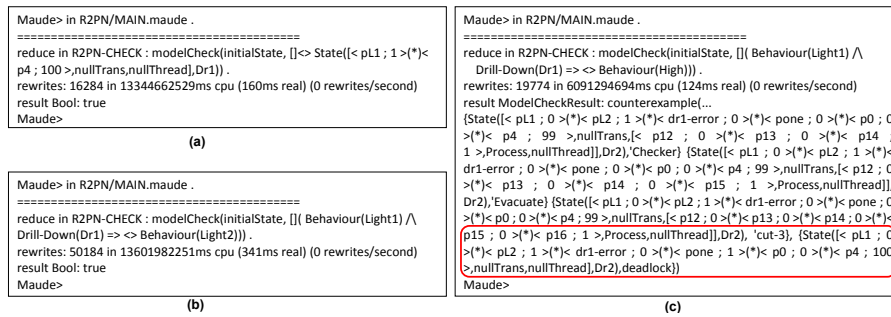 Maude> in R2PN/MAIN.maude .
==========================================
reduce in R2PN-CHECK : modelCheck(initialState, []<> State([< pL1 ; 1 >(*)<
p4 ; 100 >,nullTrans,nullThread],Dr1)) .
rewrites: 16284 in 13344662529ms cpu (160ms real) (0 rewrites/second)
result Bool: true
Maude>
(a)
Maude> in R2PN/MAIN.maude .
==========================================
reduce in R2PN-CHECK : modelCheck(initialState, []( Behaviour(Light1) /\
Drill-Down(Dr1) => <> Behaviour(Light2))) .
rewrites: 50184 in 13601982251ms cpu (341ms real) (0 rewrites/second)
result Bool: true
Maude>
(b)
Maude> in R2PN/MAIN.maude .
==========================================
reduce in R2PN-CHECK : modelCheck(initialState, []( Behaviour(Light1) /\
Drill-Down(Dr1) => <> Behaviour(High))) .
rewrites: 19774 in 6091294694ms cpu (124ms real) (0 rewrites/second)
result ModelCheckResult: counterexample(...
{State([< pL1 ; 0 >(*)< pL2 ; 1 >(*)< dr1-error ; 0 >(*)< pone ; 0 >(*)< p0 ; 0
>(*)< p4 ; 99 >,nullTrans,[< p12 ; 0 >(*)< p13 ; 0 >(*)< p14 ;
1 >,Process,nullThread]],Dr2),'Checker} {State([< pL1 ; 0 >(*)< pL2 ; 1 >(*)<
dr1-error ; 0 >(*)< pone ; 0 >(*)< p0 ; 0 >(*)< p4 ; 99 >,nullTrans,[< p12 ; 0
>(*)< p13 ; 0 >(*)< p14 ; 0 >(*)< p15 ; 1 >,Process,nullThread]],
Dr2),'Evacuate} {State([< pL1 ; 0 >(*)< pL2 ; 1 >(*)< dr1-error ; 0 >(*)< pone ; 0
>(*)< p0 ; 0 >(*)< p4 ; 99 >,nullTrans,[< p12 ; 0 >(*)< p13 ; 0 >(*)< p14 ; 0 >(*)<
p15 ; 0 >(*)< p16 ; 1 >,Process,nullThread]],Dr2), 'cut-3}, {State([< pL1 ; 0
>(*)< pL2 ; 1 >(*)< dr1-error ; 0 >(*)< pone ; 1 >(*)< p0 ; 0 >(*)< p4 ; 100
>,nullTrans,nullThread],Dr2),deadlock})
Maude>
(c)